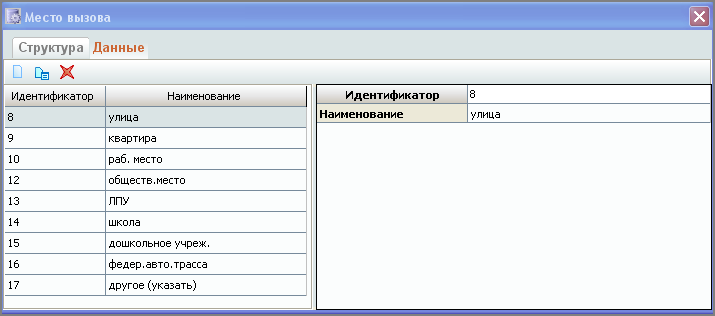 Место вызова
Структура Данные
Идентификатор Наименование
8 улица
9 квартира
10 раб. место
12 обществ.место
13 ЛПУ
14 школа
15 дошкольное учреж.
16 федер.авто.трасса
17 другое (указать)
Идентификатор 8
Наименование улица